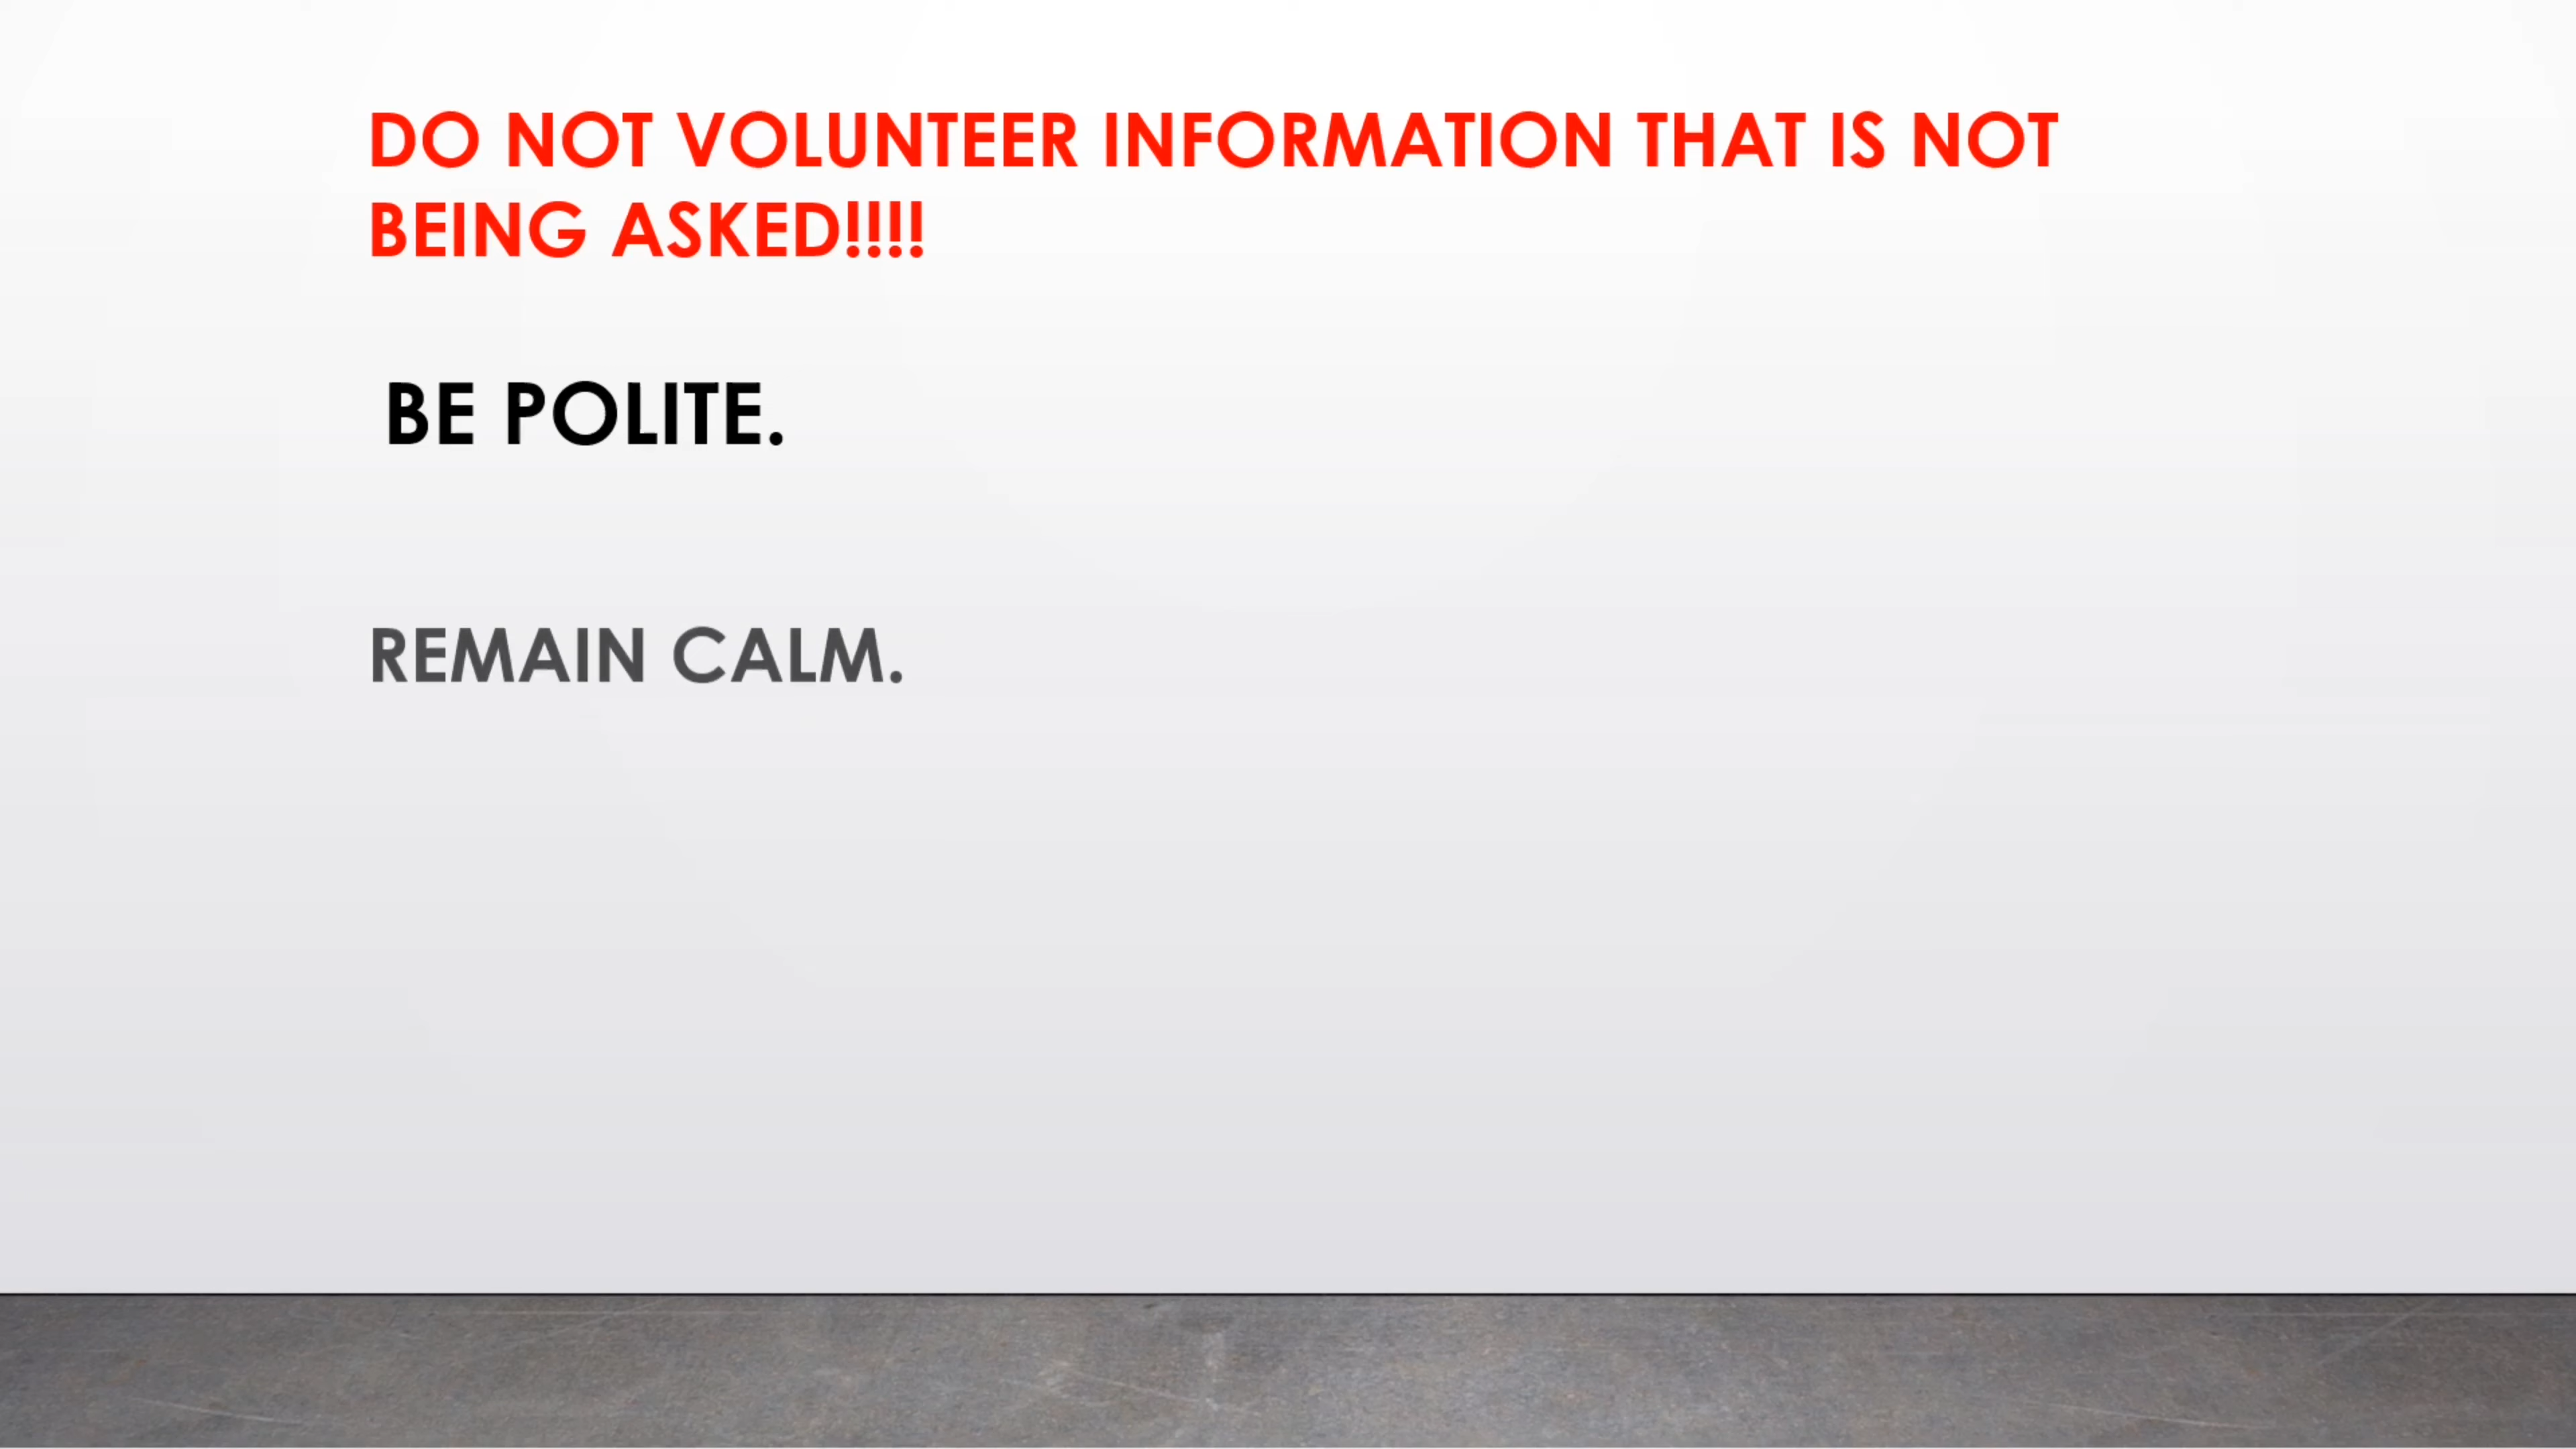 DO NOT VOLUNTEER INFORMATION THAT IS NOT
BEING ASKED!!!!
BE POLITE.
REMAIN CALM.